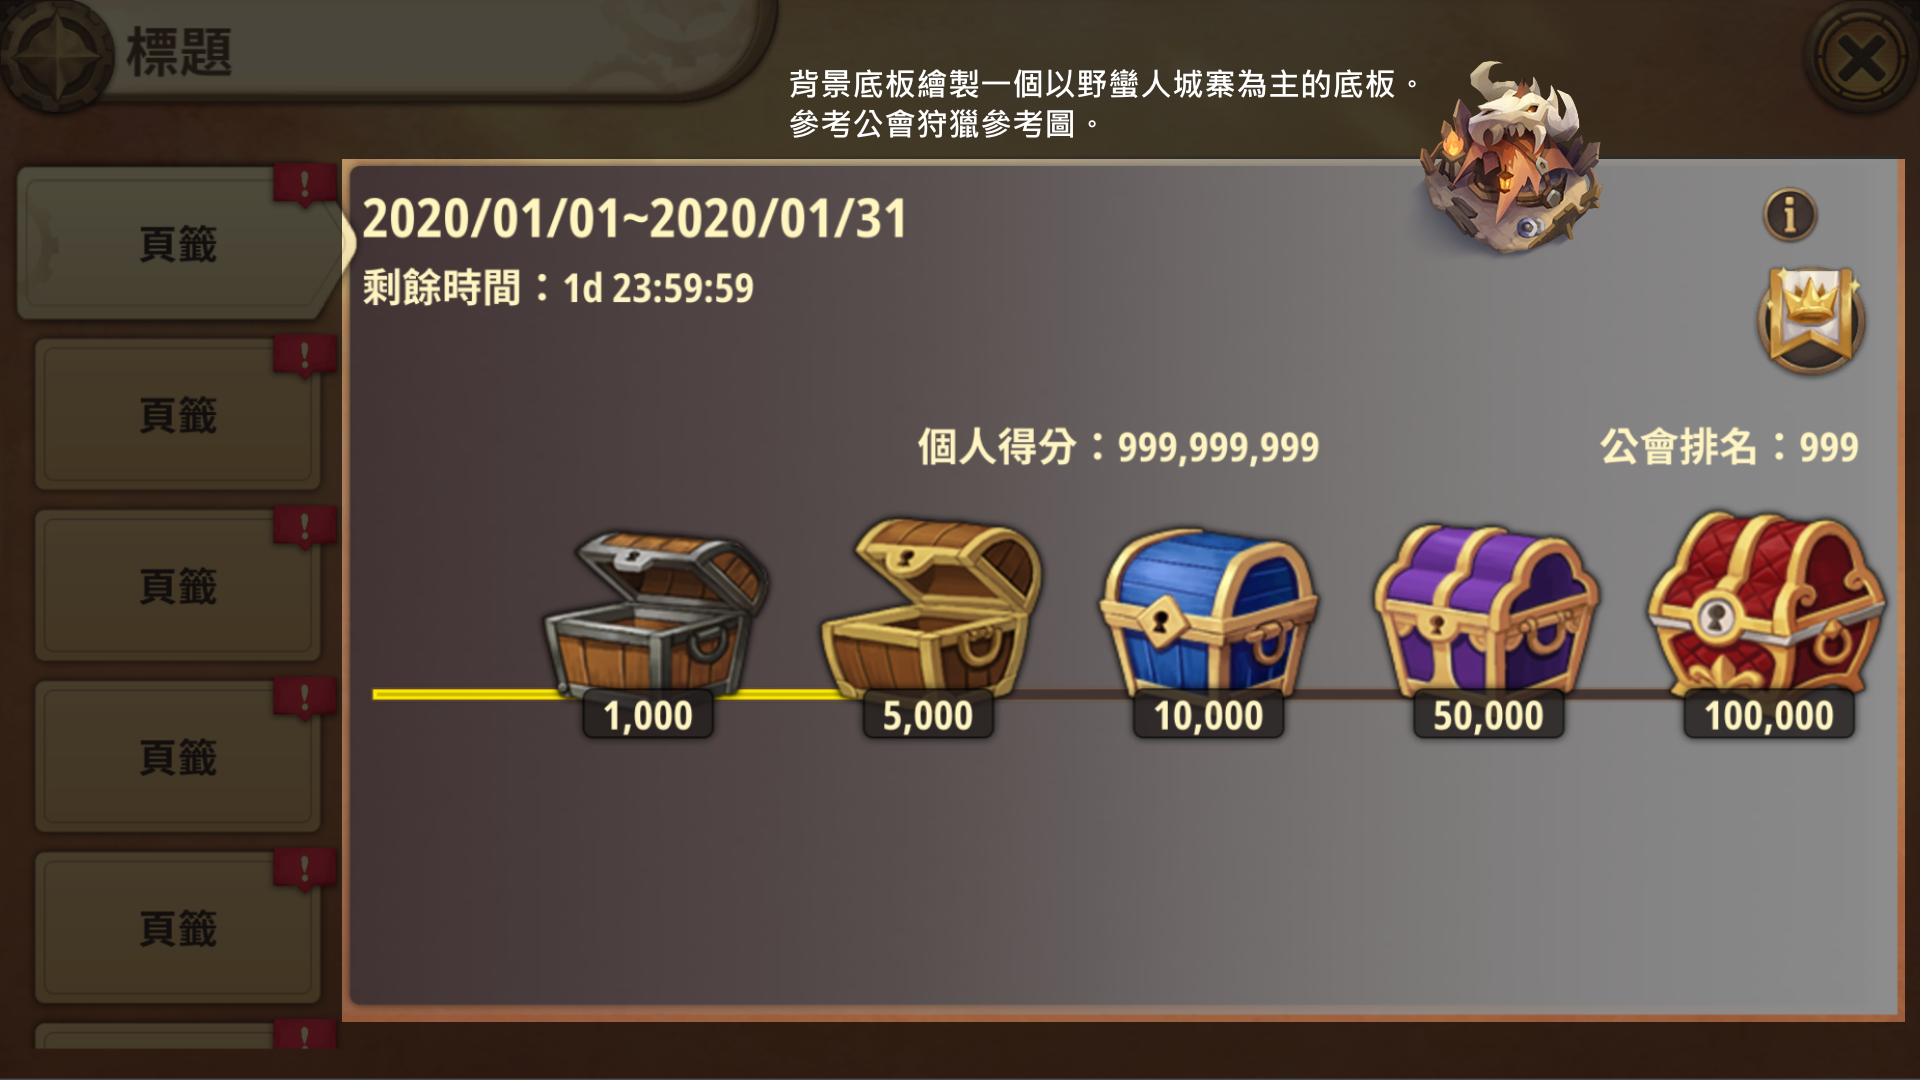 標題
背景底板繪製一個以野蠻人城寨為主的底板。
參考公會狩獵參考圖。
頁籤
頁籤
頁籤
頁籤
頁籤
2020/01/01~2020/01/31
剩餘時間：1d 23:59:59
個人得分：999,999,999
公會排名：999
1,000
5,000
10,000
50,000
100,000